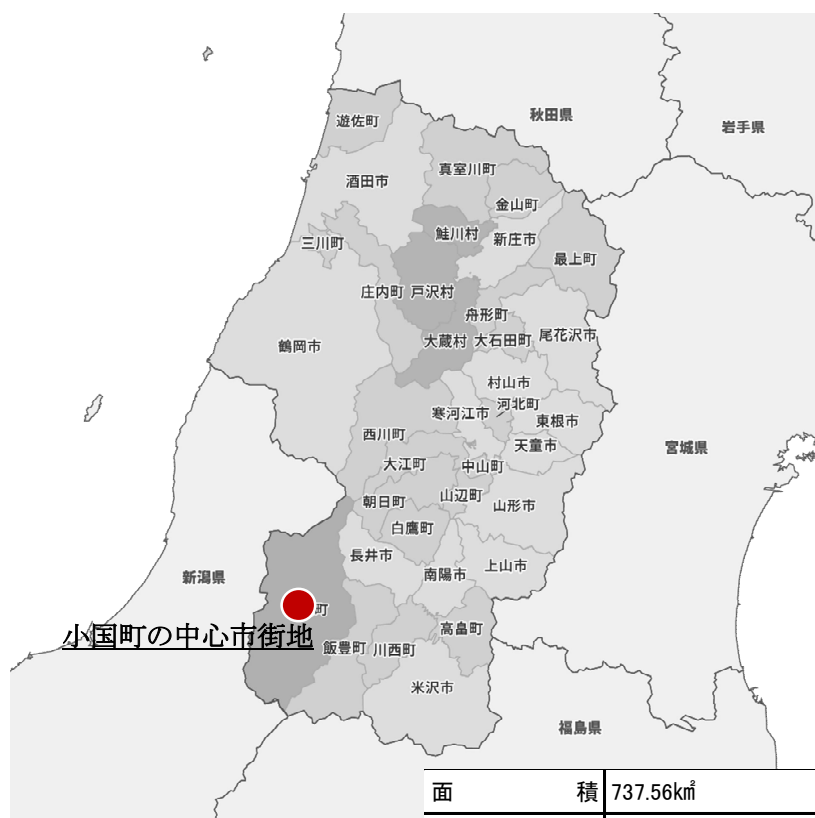 秋田県
岩手県
遊佐町
真室川町
酒田市
金山町
鮭川村
新庄市
三川町
最上町
庄内町
戸沢村
舟形町
尾花沢市
大蔵村
大石田町
鶴岡市
村山市
河北町
寒河江市
東根市
西川町
天童市
宮城県
大江町
中山町
朝日町
山辺町
山形市
白鷹町
長井市
上山市
南陽市
新潟県
町
高畠町
小国町の中心市街地
飯豊町
川西町
米沢市
福島県
面 積 737.56㎢